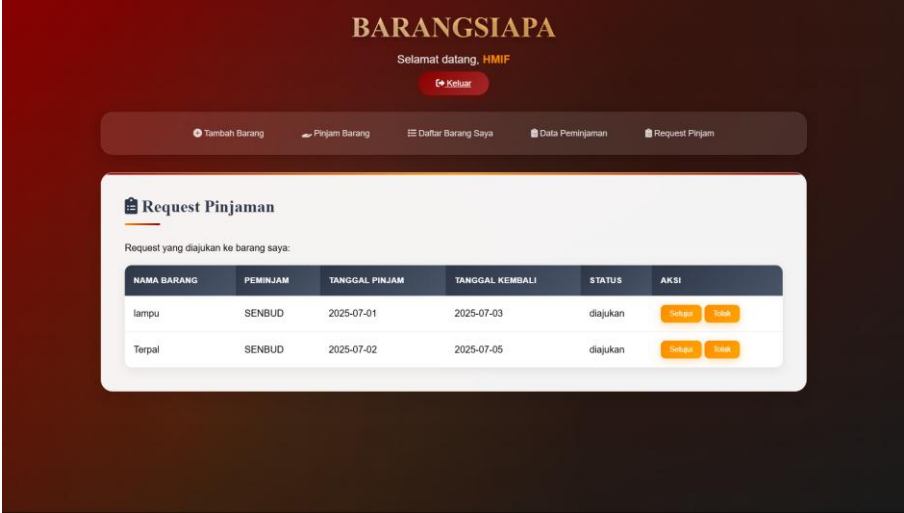 BARANGSIAPA
Selamat datang, HMIF
Keluar
Tambah Barang Pinjam Barang Daftar Barang Saya Data Peminjaman Request Pinjam
Request Pinjaman
Request yang diajukan ke barang saya:
NAMA BARANG PEMINJAM TANGGAL PINJAM TANGGAL KEMBALI STATUS AKSI
lampu SENBUD 2025-07-01 2025-07-03 diajukan Setujui Tolak
Terpal SENBUD 2025-07-02 2025-07-05 diajukan Setujui Tolak